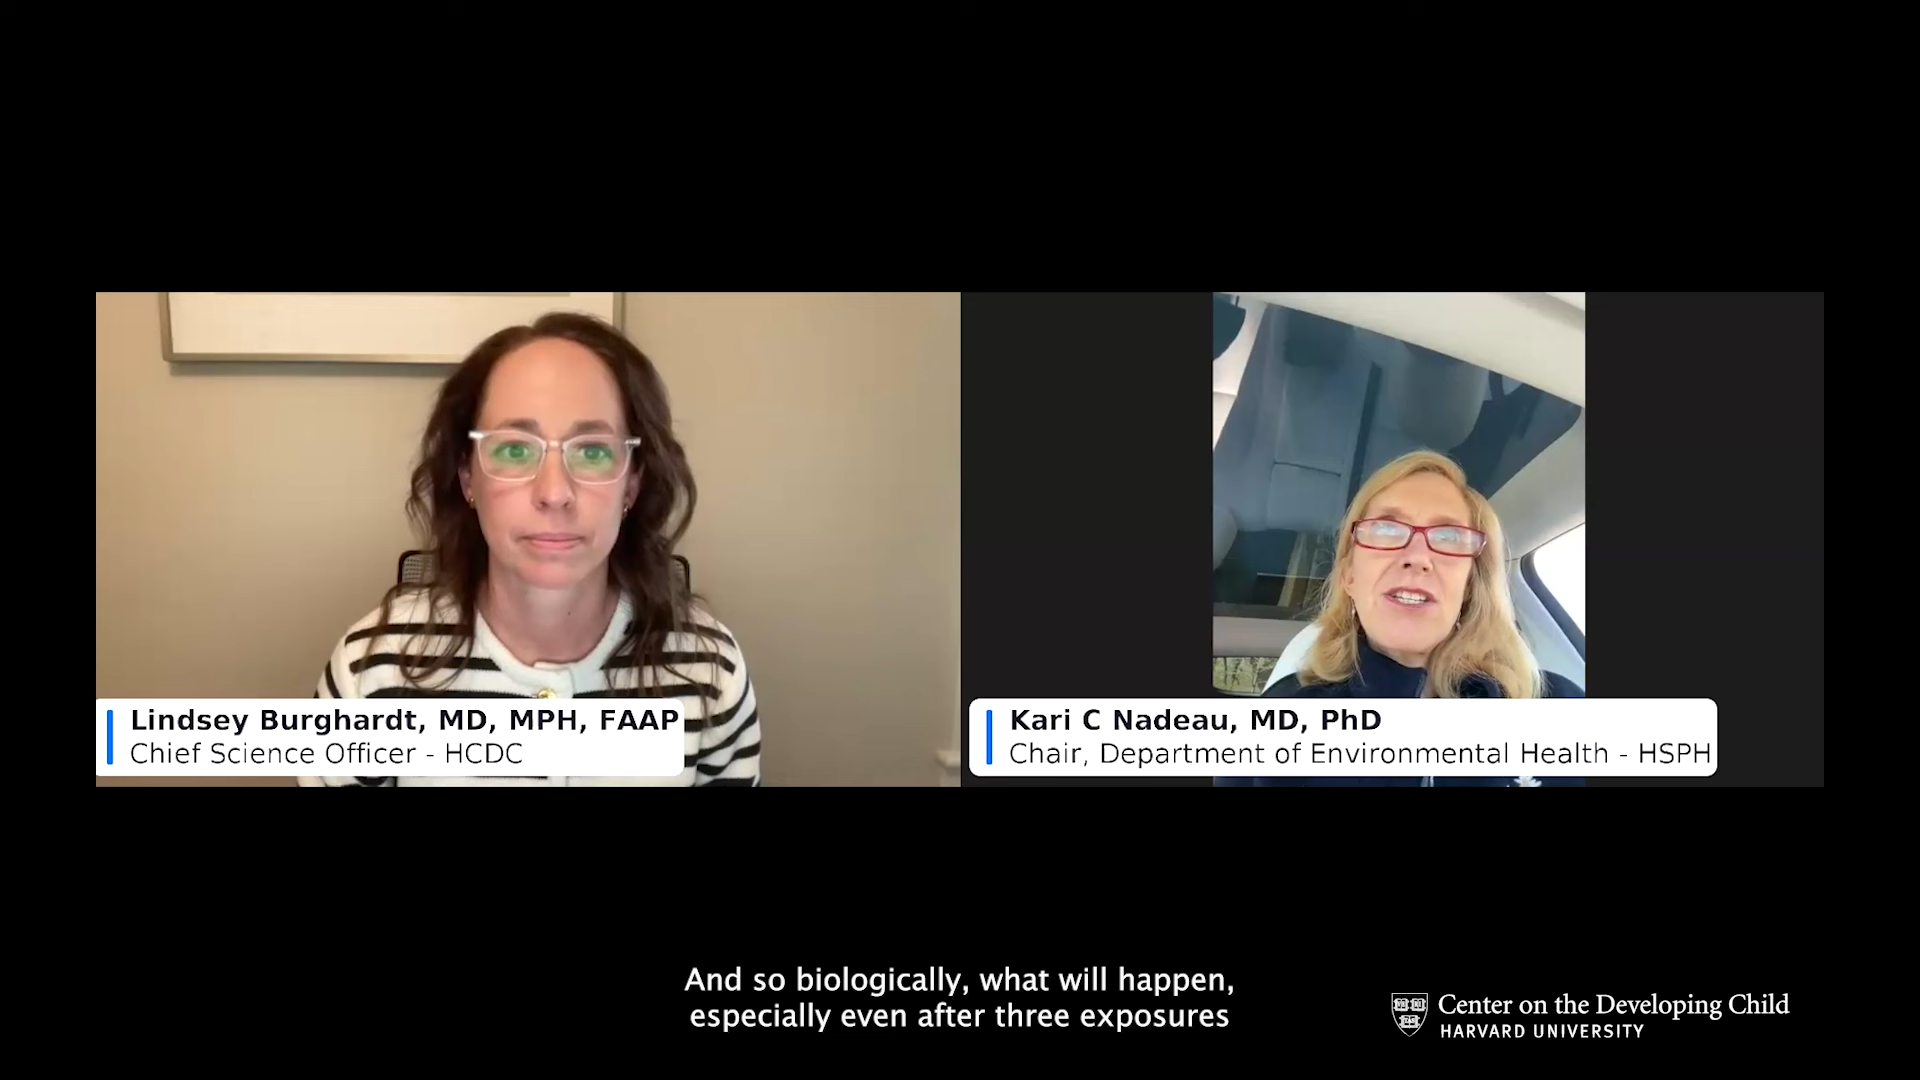 Lindsey Burghardt, MD, MPH, FAAP
Chief Science Officer - HCDC
Kari C Nadeau, MD, PhD
Chair, Department of Environmental Health - HSPH
And so biologically, what will happen,
especially even after three exposures
Center on the Developing Child
HARVARD UNIVERSITY